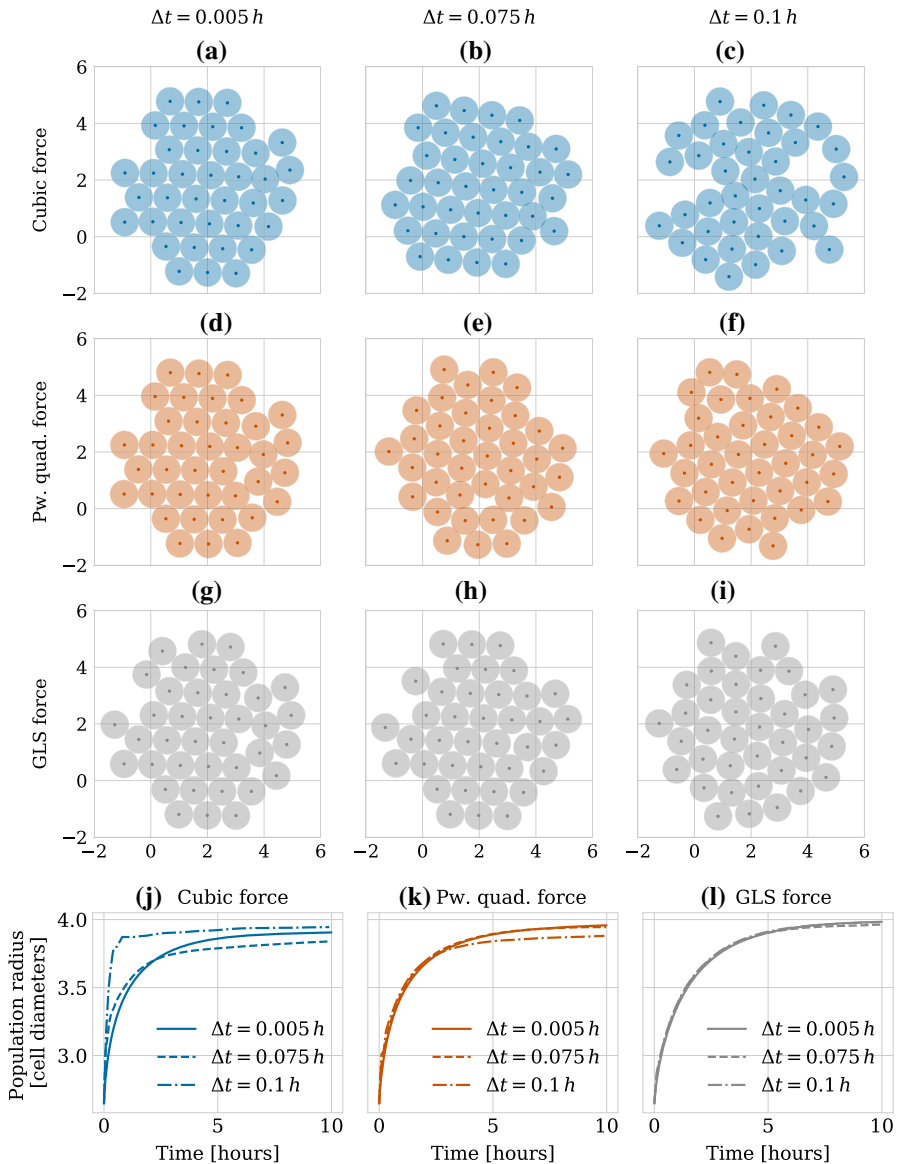 Δt = 0.005 h
Δt = 0.075 h
Δt = 0.1 h
(a)
(b)
(c)
Cubic force
6
4
2
0
−2
(d)
(e)
(f)
Pw. quad. force
6
4
2
0
−2
(g)
(h)
(i)
GLS force
6
4
2
0
−2
−2 0 2 4 6
−2 0 2 4 6
−2 0 2 4 6
(j) Cubic force
(k) Pw. quad. force
(l) GLS force
Population radius
[cell diameters]
4.0
3.5
3.0
Δt = 0.005 h
Δt = 0.075 h
Δt = 0.1 h
Δt = 0.005 h
Δt = 0.075 h
Δt = 0.1 h
Δt = 0.005 h
Δt = 0.075 h
Δt = 0.1 h
0 5 10
0 5 10
0 5 10
Time [hours]
Time [hours]
Time [hours]